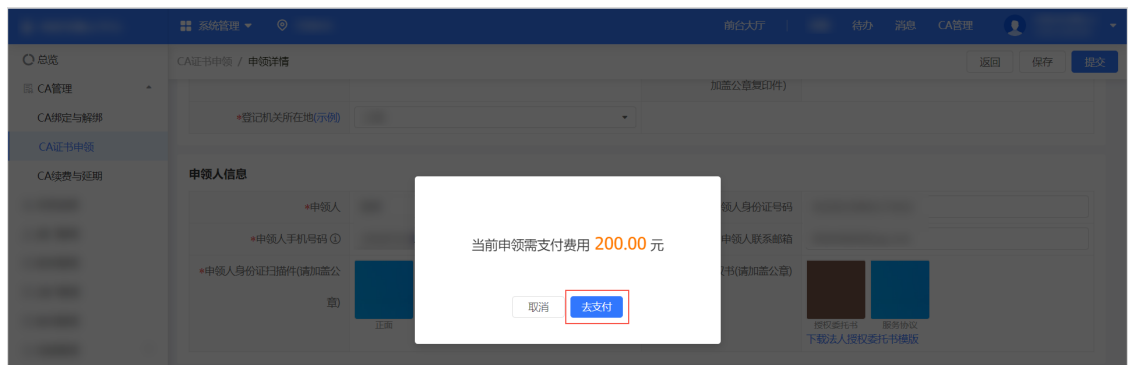 系统管理
前台大厅
待办
消息
CA管理
总览
CA证书申领 / 申领详情
返回
保存
提交
CA管理
加盖公章复印件)
CA绑定与解绑
*登记机关所在地(示例)
CA证书申领
CA续费与延期
申领人信息
*申领人
领人身份证号码
*申领人手机号码
申领人联系邮箱
当前申领需支付费用 200.00 元
*申领人身份证扫描件(请加盖公
章)
书(请加盖公章)
取消
去支付
正面
授权委托书
服务协议
下载法人授权委托书模版